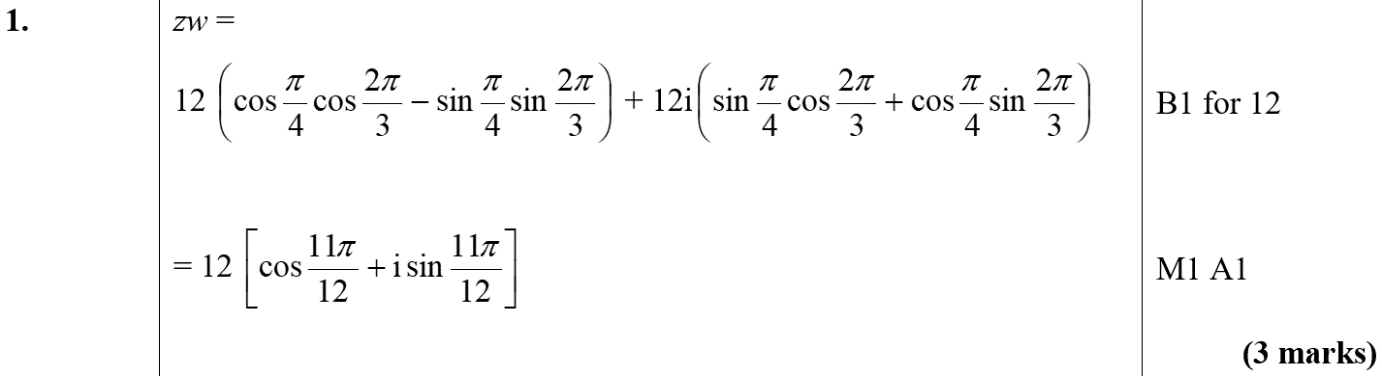 1. zw =
12 (cos π/4 cos 2π/3 − sin π/4 sin 2π/3) + 12i(sin π/4 cos 2π/3 + cos π/4 sin 2π/3) B1 for 12
= 12 [cos 11π/12 + i sin 11π/12] M1 A1
(3 marks)